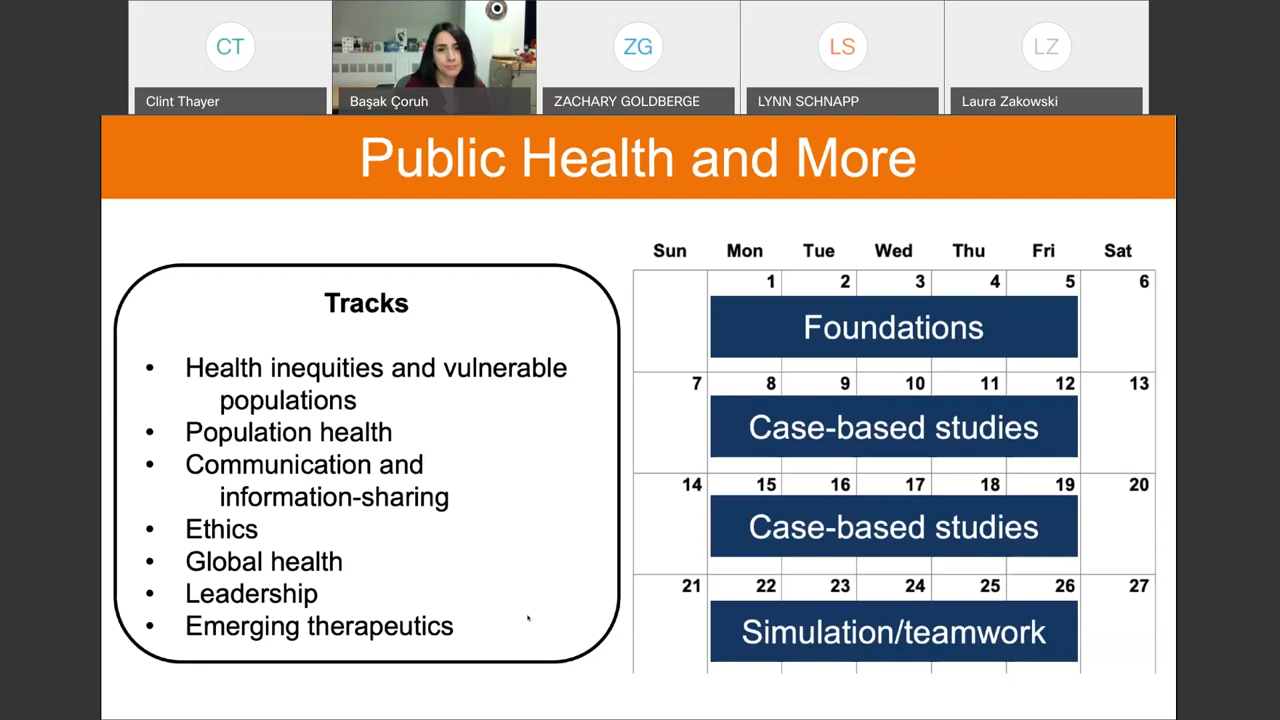 CT
ZG
LS
LZ
Clint Thayer
Başak Çoruh
ZACHARY GOLDBERGE
LYNN SCHNAPP
Laura Zakowski
Public Health and More
Tracks
• Health inequities and vulnerable
populations
• Population health
• Communication and
information-sharing
• Ethics
• Global health
• Leadership
• Emerging therapeutics
Sun Mon Tue Wed Thu Fri Sat
1 2 3 4 5 6
Foundations
7 8 9 10 11 12 13
Case-based studies
14 15 16 17 18 19 20
Case-based studies
21 22 23 24 25 26 27
Simulation/teamwork